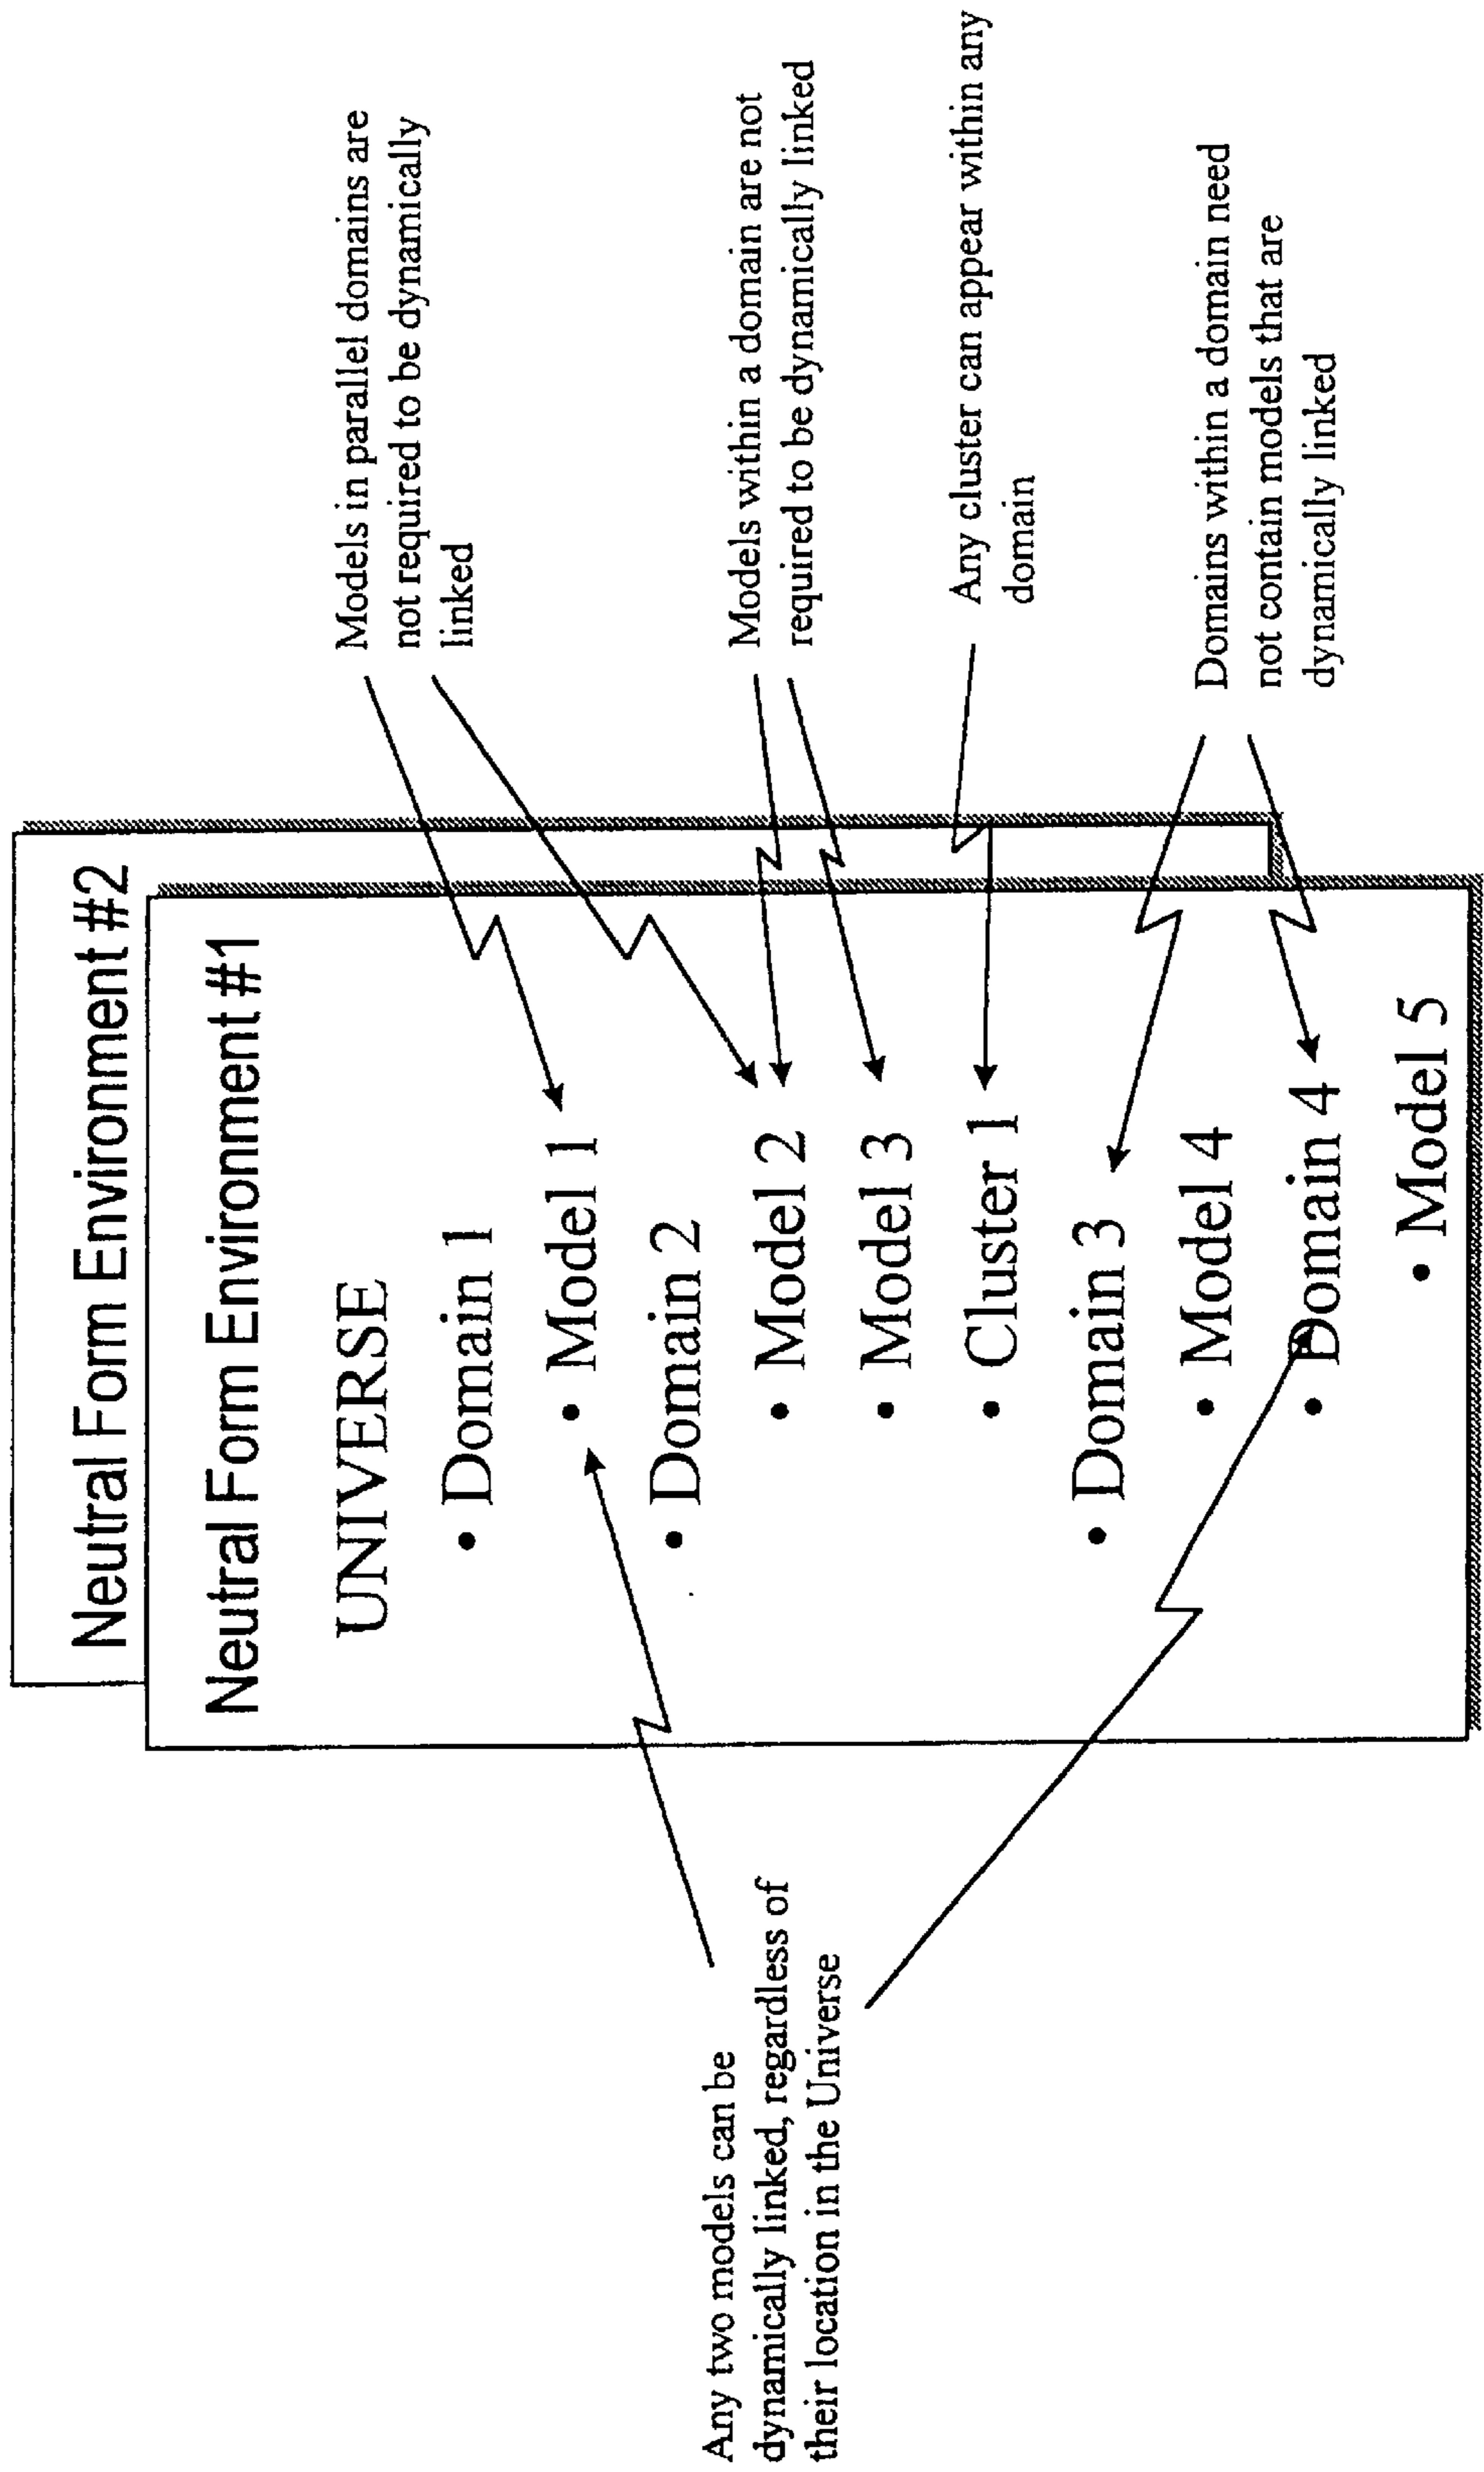 Neutral Form Environment #2
Neutral Form Environment #1
UNIVERSE
• Domain 1
• Model 1
• Domain 2
• Model 2
• Model 3
• Cluster 1
• Domain 3
• Model 4
• Domain 4
• Model 5
Any two models can be
dynamically linked, regardless of
their location in the Universe
Models in parallel domains are
not required to be dynamically
linked
Models within a domain are not
required to be dynamically linked
Any cluster can appear within any
domain
Domains within a domain need
not contain models that are
dynamically linked